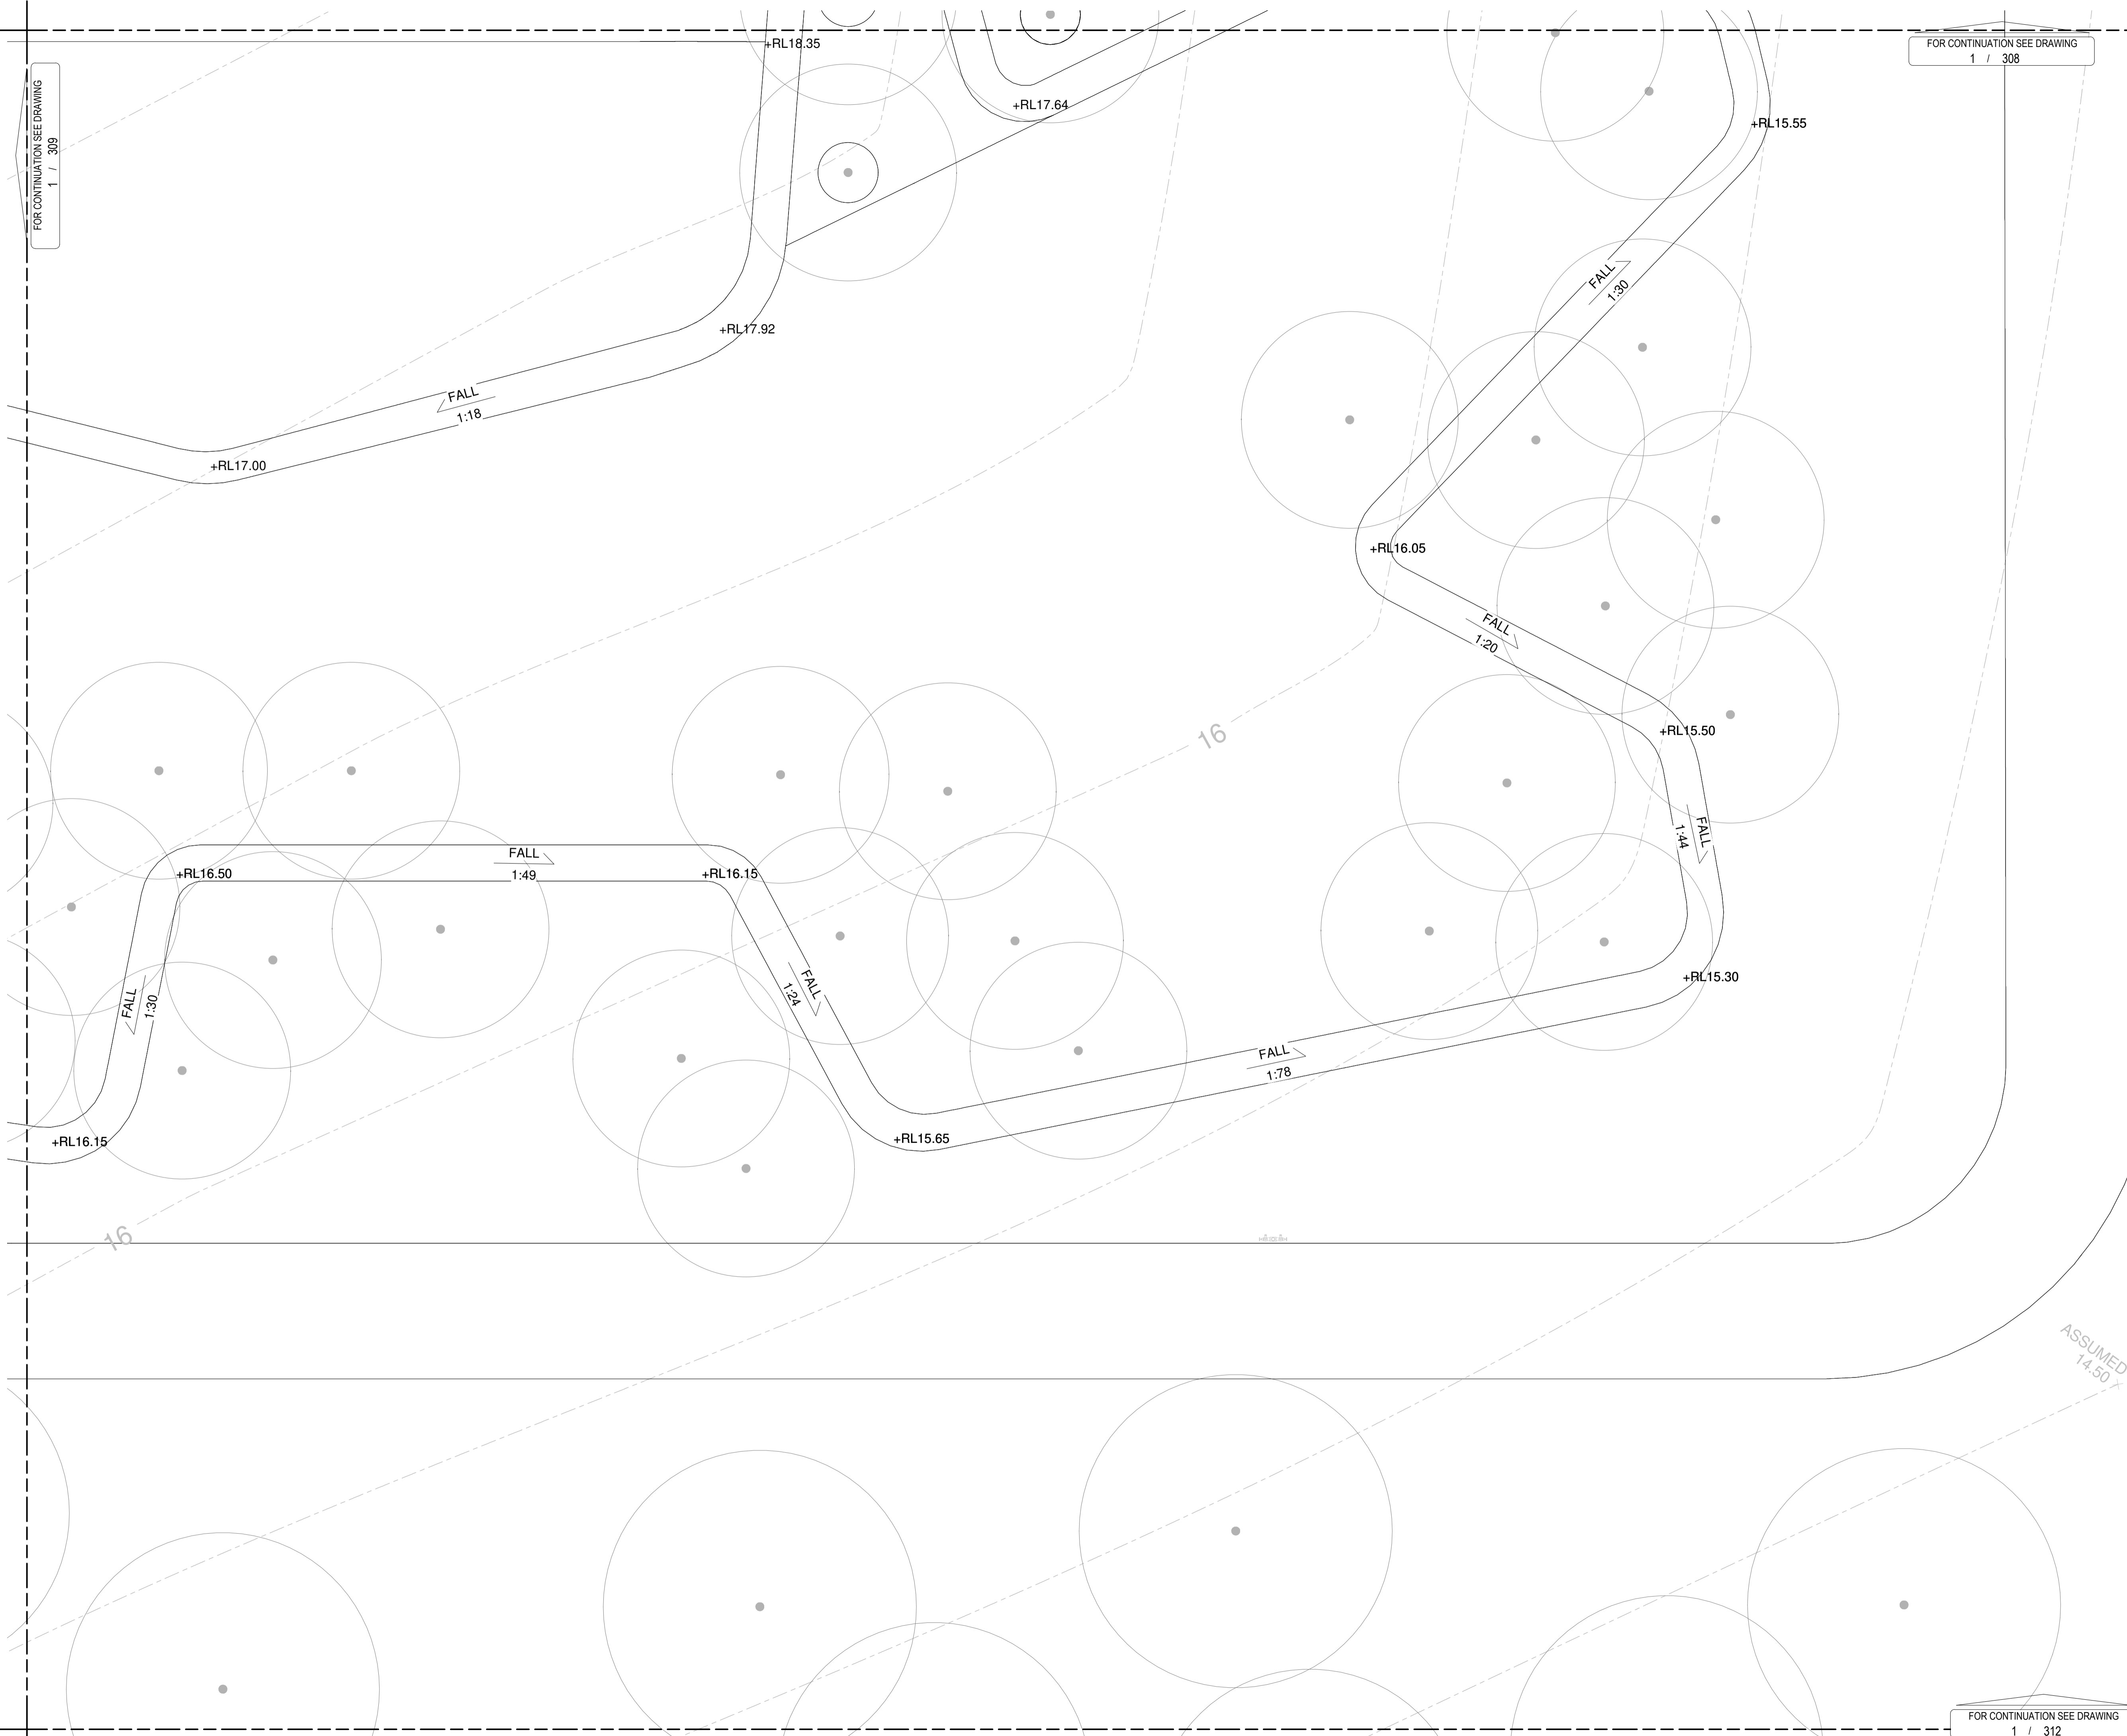 +RL18.35
FOR CONTINUATION SEE DRAWING
1 / 308
FOR CONTINUATION SEE DRAWING
1 / 309
+RL17.64
+RL15.55
FALL
1:30
+RL17.92
FALL
1:18
+RL17.00
+RL16.05
FALL
1:20
16
+RL15.50
FALL
1:44
+RL16.50
FALL
1:49
+RL16.15
FALL
1:30
FALL
1:24
+RL15.30
FALL
1:78
+RL16.15
+RL15.65
16
ASSUMED
14.50
FOR CONTINUATION SEE DRAWING
1 / 312